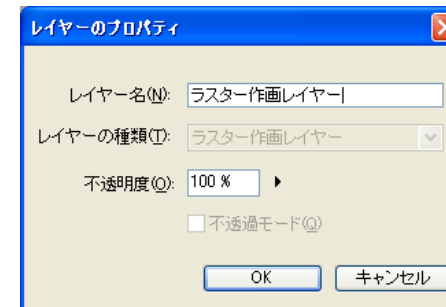 レイヤーのプロパティ
レイヤー名(N): ラスター作画レイヤー
レイヤーの種類(T): ラスター作画レイヤー
不透明度(O): 100 %
不透過モード(Q)
OK キャンセル